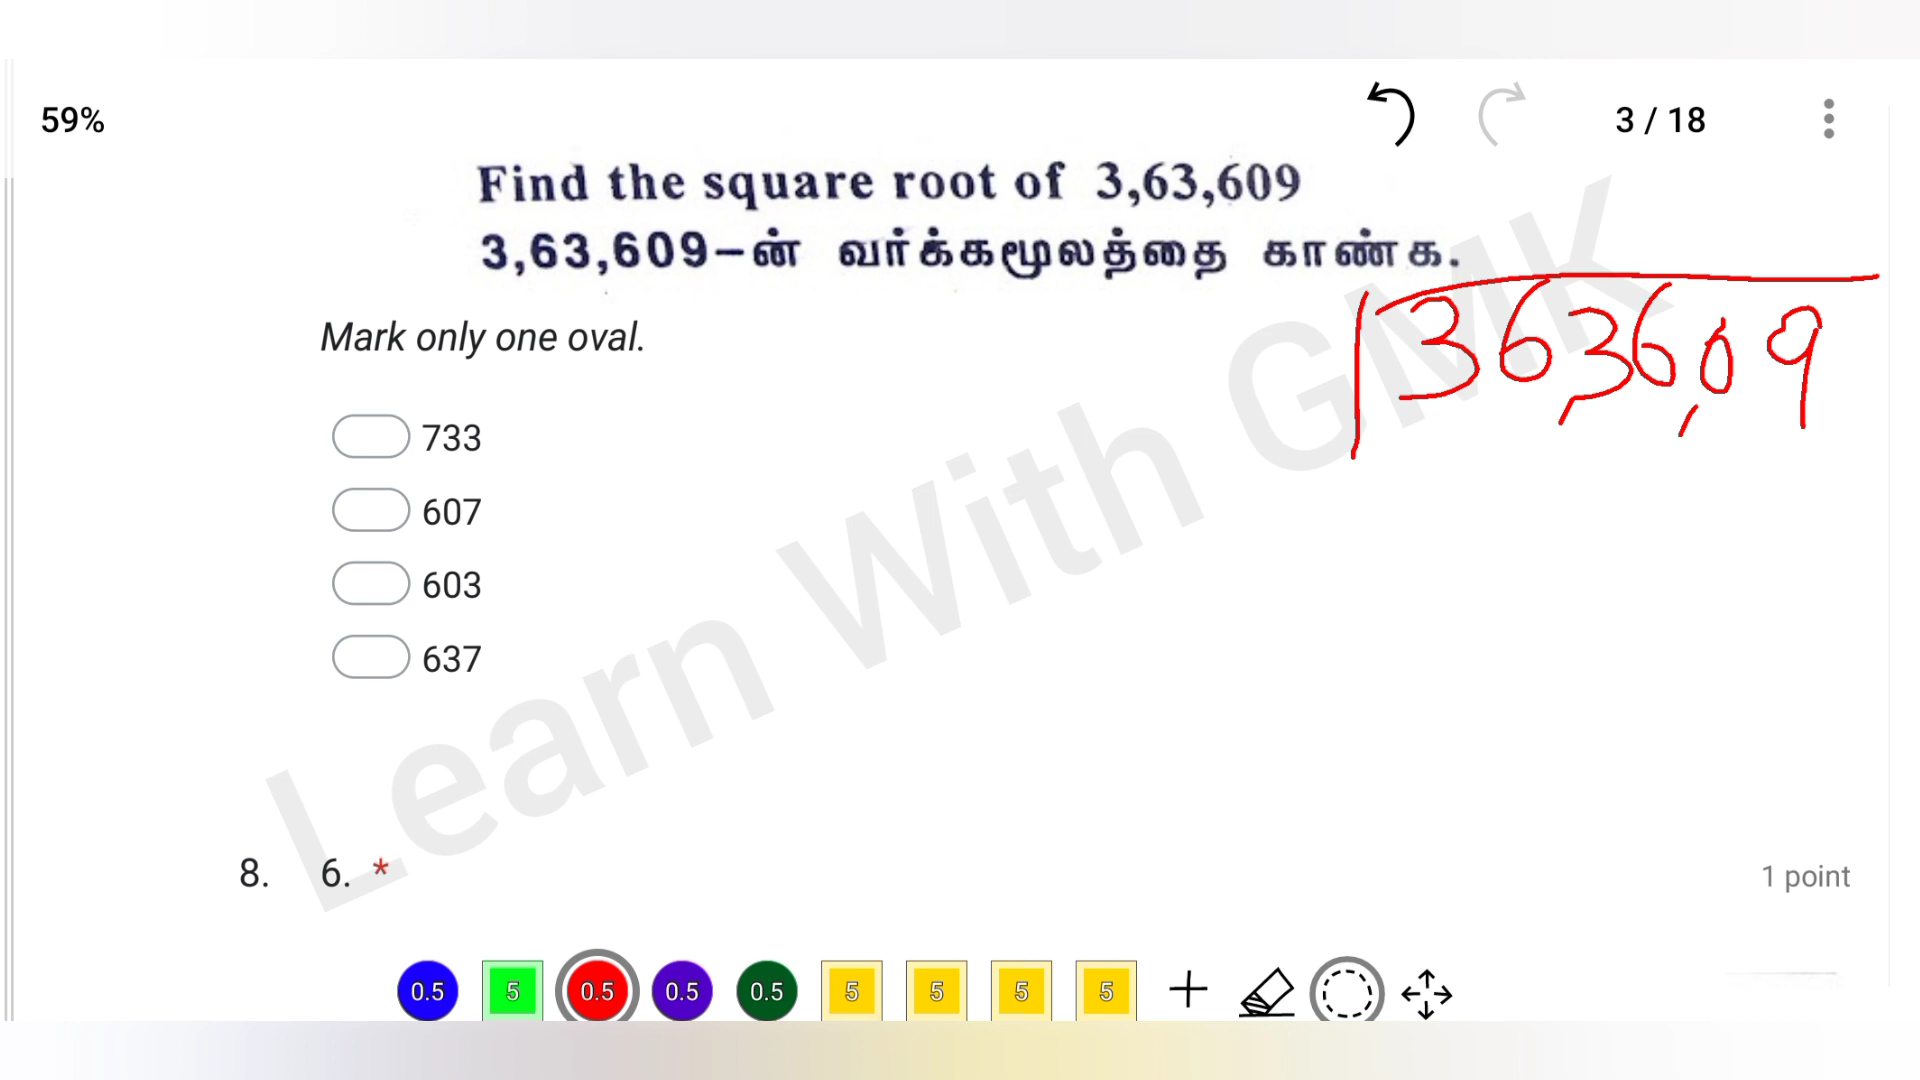 59%
3 / 18
Find the square root of 3,63,609
3,63,609–ன் வர்க்கமூலத்தை காண்க.
36,36,09
Mark only one oval.
733
607
603
637
Learn With GMK
8. 6. *
1 point
0.5 5 0.5 0.5 0.5 5 5 5 5